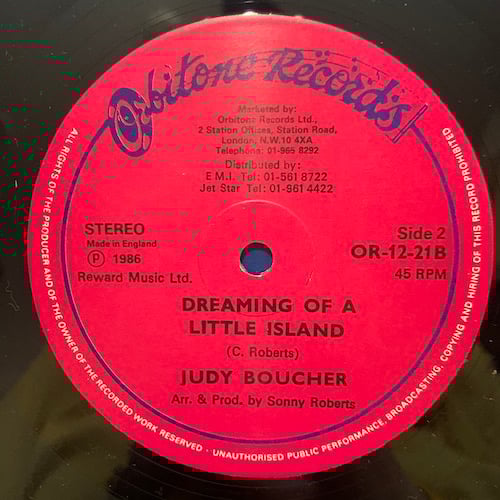 Orbitone Records
Marketed by:
Orbitone Records Ltd.,
2 Station Offices, Station Road,
London, N.W.10 4XA
Telephone: 01-965 8292
Distributed by:
E M I. Tel: 01-561 8722
Jet Star Tel: 01-961 4422
STEREO
Made in England
Ⓟ 1986
Reward Music Ltd.
Side 2
OR-12-21B
45 RPM
DREAMING OF A
LITTLE ISLAND
(C. Roberts)
JUDY BOUCHER
Arr. & Prod. by Sonny Roberts
ALL RIGHTS OF THE PRODUCER AND OF THE OWNER OF THE RECORDED WORK RESERVED · UNAUTHORISED PUBLIC PERFORMANCE, BROADCASTING, COPYING AND HIRING OF THIS RECORD PROHIBITED